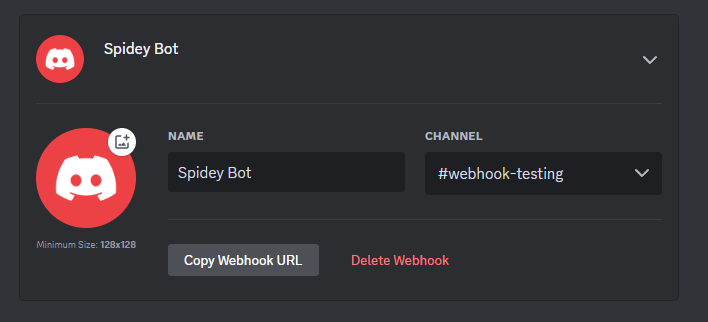 Spidey Bot
NAME
CHANNEL
Spidey Bot
#webhook-testing
Minimum Size: 128x128
Copy Webhook URL
Delete Webhook